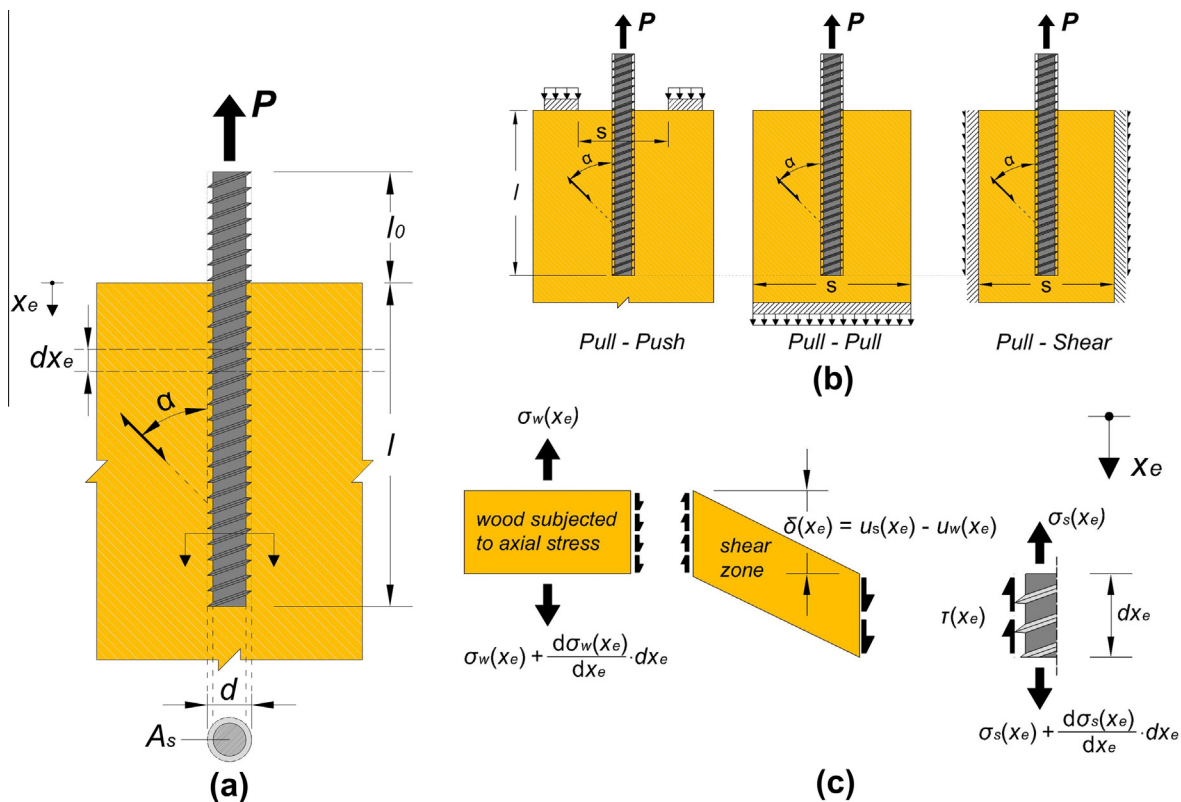 P
l₀
xₑ
dxₑ
α
l
d
Aₛ
(a)
P
P
P
s
α
α
α
l
s
s
Pull - Push
Pull - Pull
Pull - Shear
(b)
σw(xₑ)
wood subjected
to axial stress
σw(xₑ) + dσw(xₑ)/dxₑ · dxₑ
δ(xₑ) = uₛ(xₑ) - uw(xₑ)
shear
zone
xₑ
σₛ(xₑ)
τ(xₑ)
dxₑ
σₛ(xₑ) + dσₛ(xₑ)/dxₑ · dxₑ
(c)